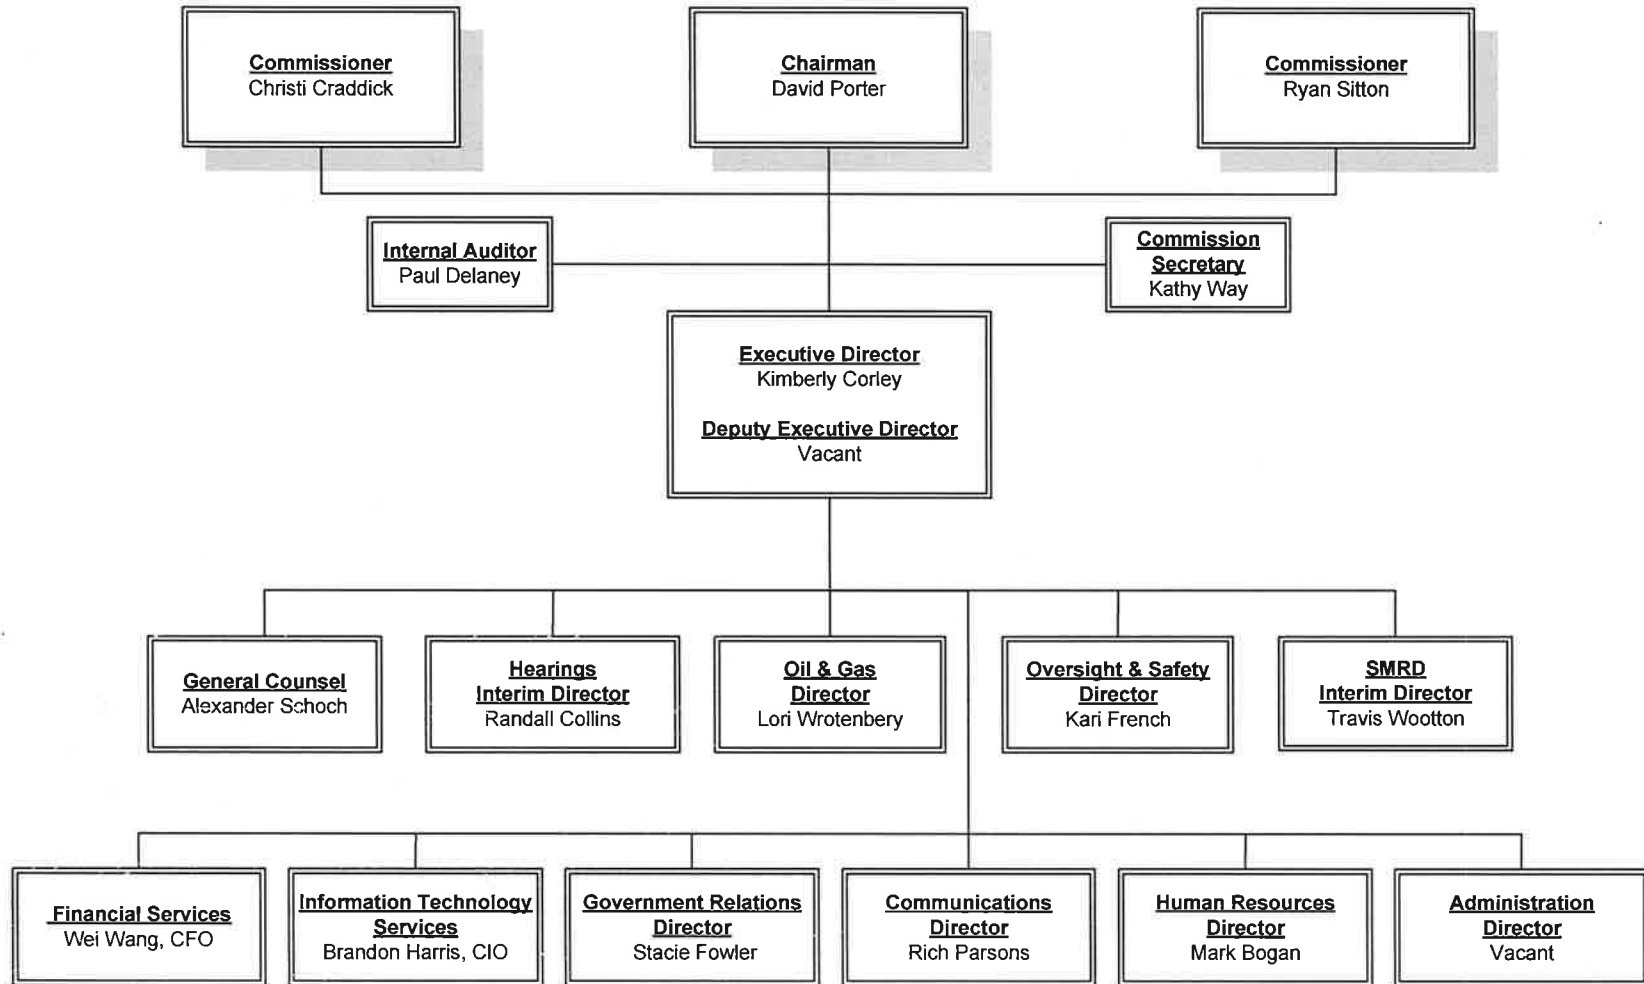 Commissioner
Christi Craddick
Chairman
David Porter
Commissioner
Ryan Sitton
Internal Auditor
Paul Delaney
Commission
Secretary
Kathy Way
Executive Director
Kimberly Corley
Deputy Executive Director
Vacant
General Counsel
Alexander Schoch
Hearings
Interim Director
Randall Collins
Oil & Gas
Director
Lori Wrotenbery
Oversight & Safety
Director
Kari French
SMRD
Interim Director
Travis Wootton
Financial Services
Wei Wang, CFO
Information Technology
Services
Brandon Harris, CIO
Government Relations
Director
Stacie Fowler
Communications
Director
Rich Parsons
Human Resources
Director
Mark Bogan
Administration
Director
Vacant